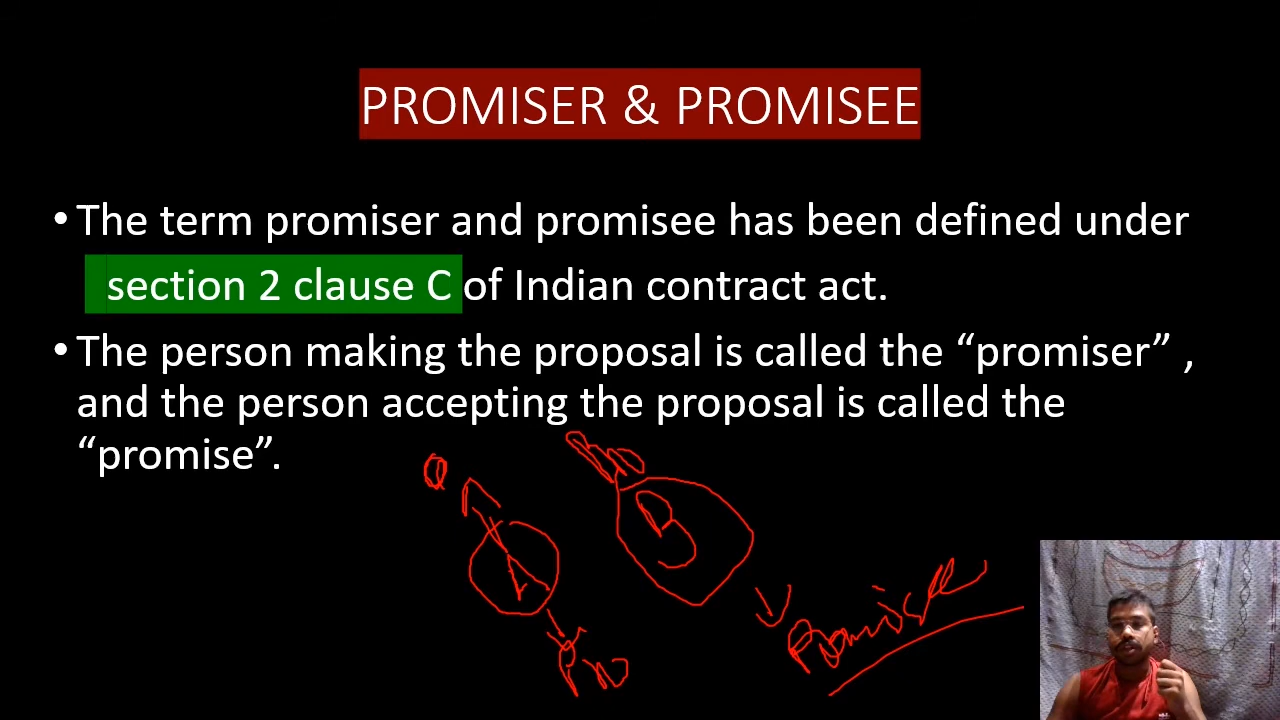 PROMISER & PROMISEE
• The term promiser and promisee has been defined under
section 2 clause C of Indian contract act.
• The person making the proposal is called the “promiser” ,
and the person accepting the proposal is called the
“promise”.
B
Pro
Promisee